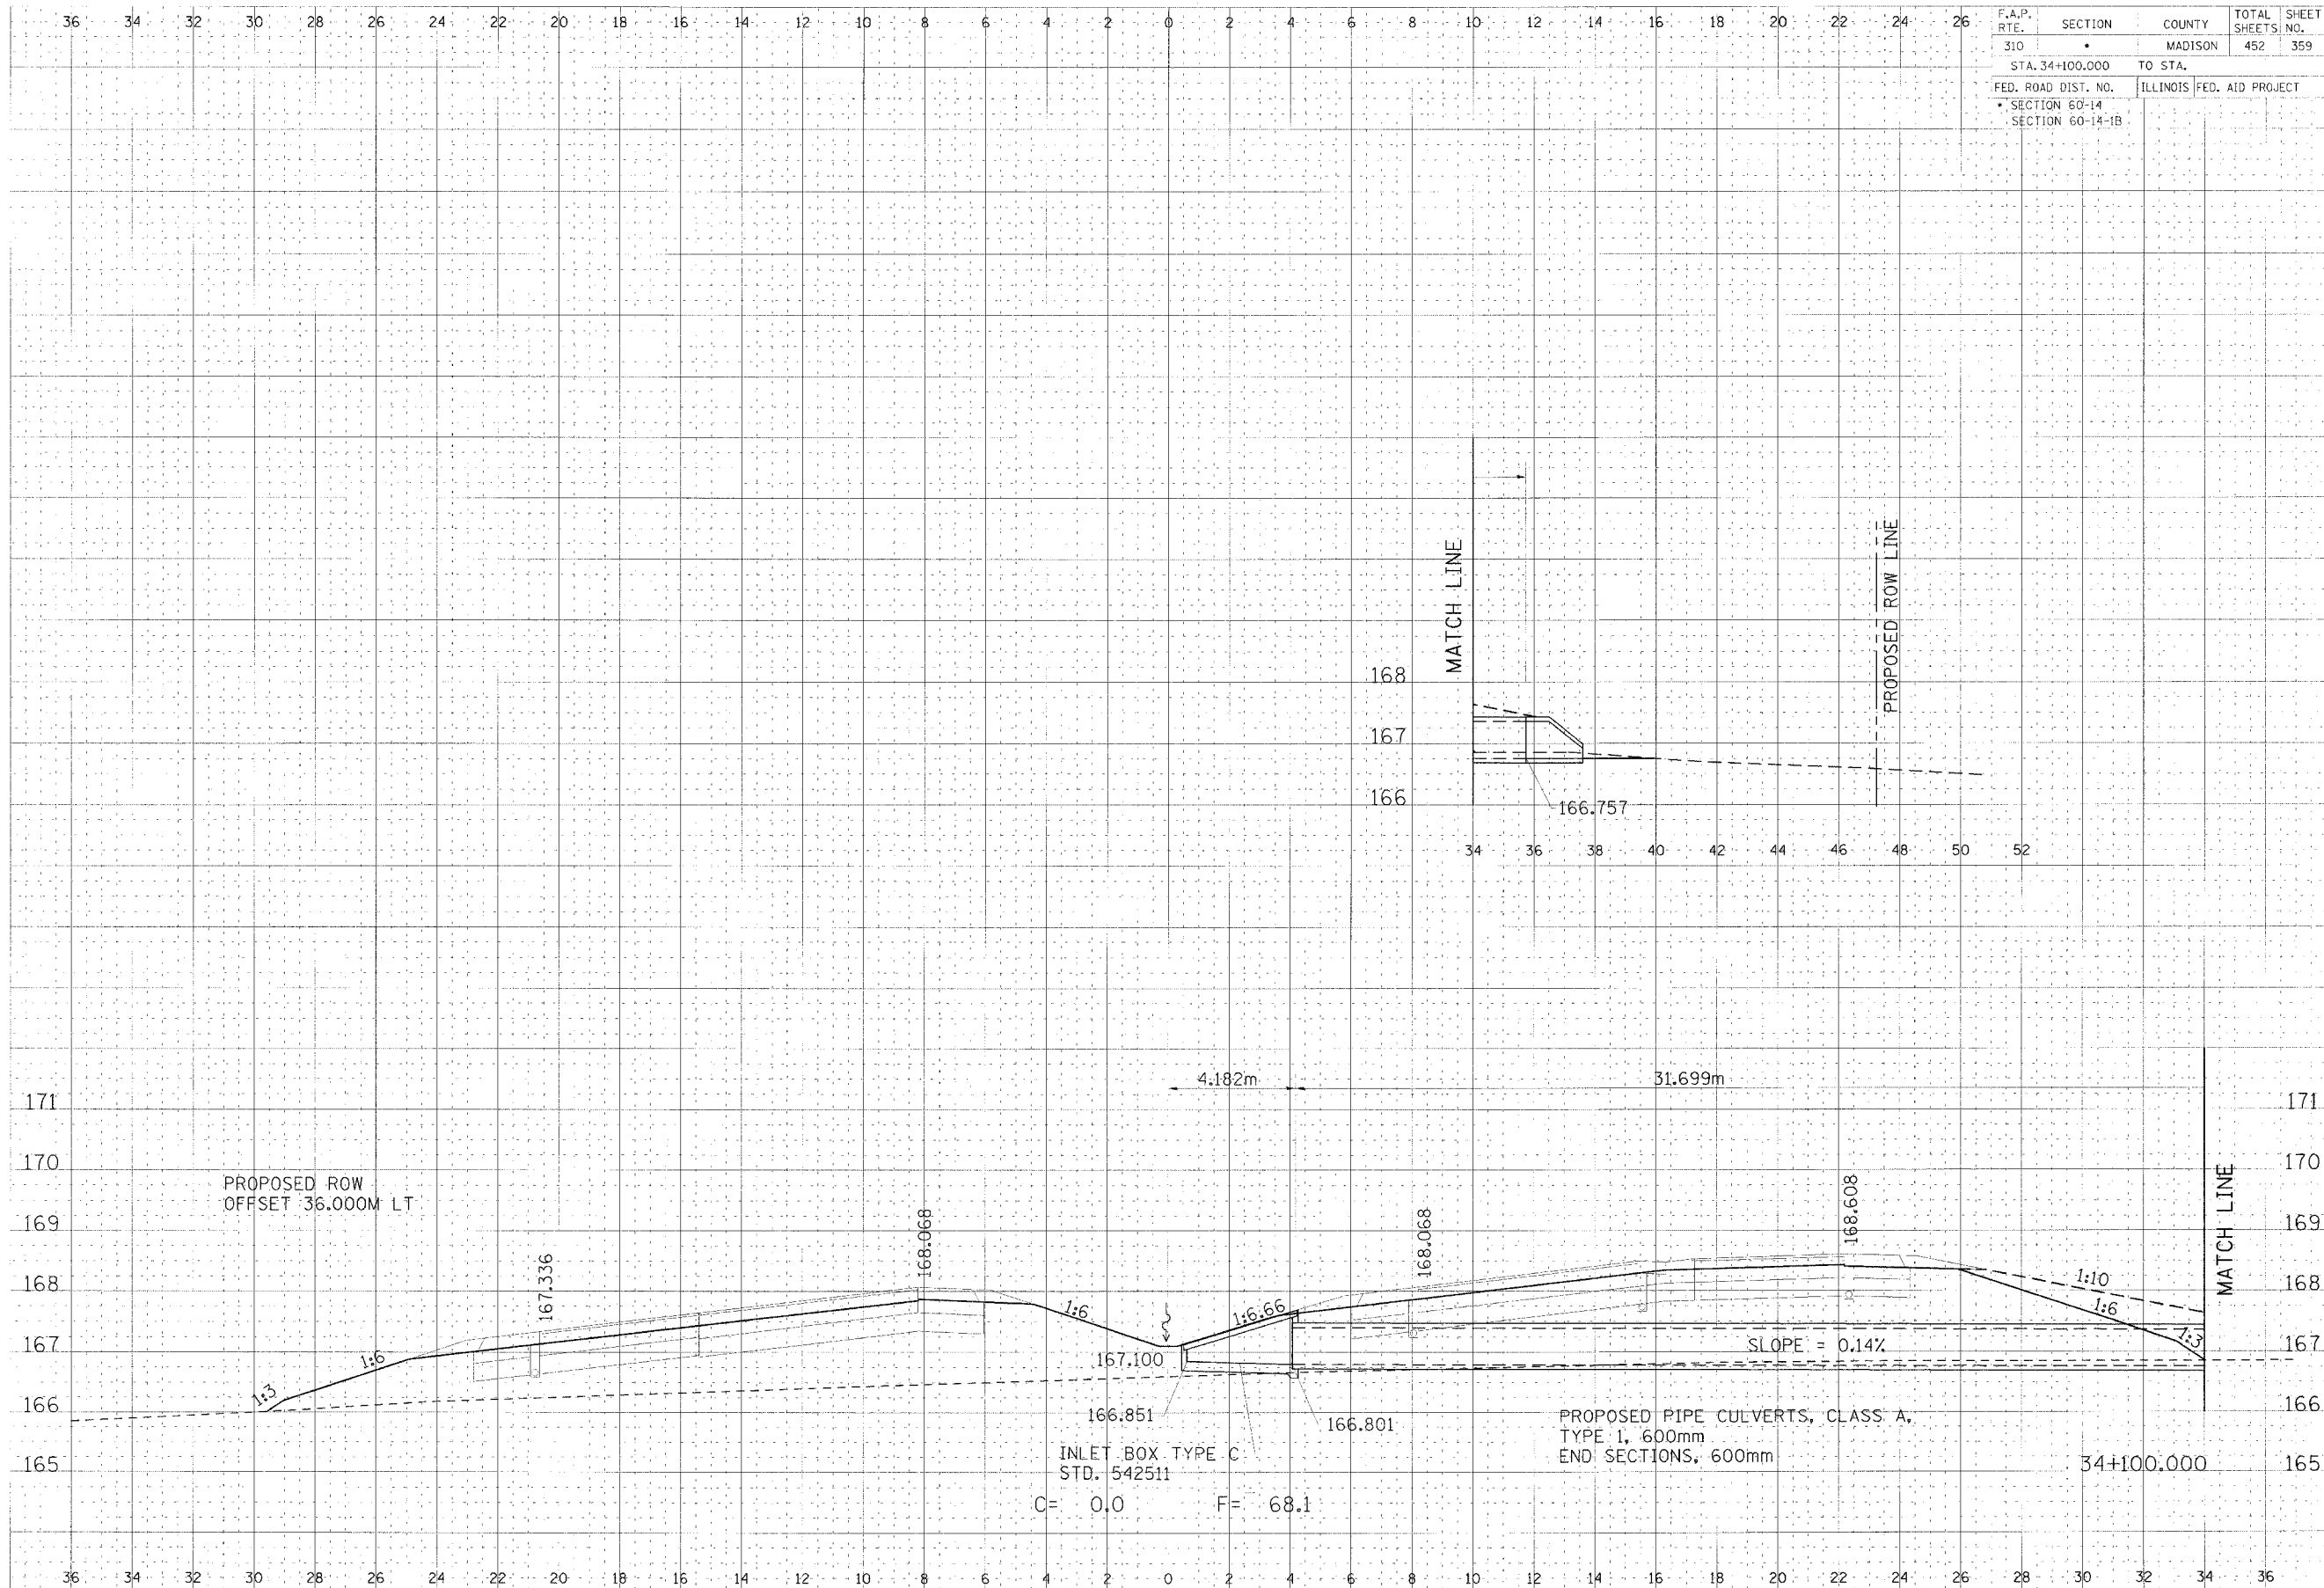 36 34 32 30 28 26 24 22 20 18 16 14 12 10 8 6 4 2 0 2 4 6 8 10 12 14 16 18 20 22 24 26
F.A.P. RTE. SECTION COUNTY TOTAL SHEETS SHEET NO.
310 • MADISON 452 359
STA. 34+100.000 TO STA.
FED. ROAD DIST. NO. ILLINOIS FED. AID PROJECT
• SECTION 60-14
SECTION 60-14-1B
MATCH LINE
PROPOSED ROW LINE
168
167
166
166.757
34 36 38 40 42 44 46 48 50 52
4.182m
31.699m
171
170
169
168
167
166
165
PROPOSED ROW
OFFSET 36.000M LT
167.336
168.068
168.068
168.608
1:3
1:6
1:6
1:6.66
1:10
1:6
1:3
167.100
SLOPE = 0.14%
166.851
166.801
INLET BOX TYPE C
STD. 542511
C= 0.0 F= 68.1
PROPOSED PIPE CULVERTS, CLASS A,
TYPE 1, 600mm
END SECTIONS, 600mm
34+100.000
MATCH LINE
171
170
169
168
167
166
165
36 34 32 30 28 26 24 22 20 18 16 14 12 10 8 6 4 2 0 2 4 6 8 10 12 14 16 18 20 22 24 26 28 30 32 34 36